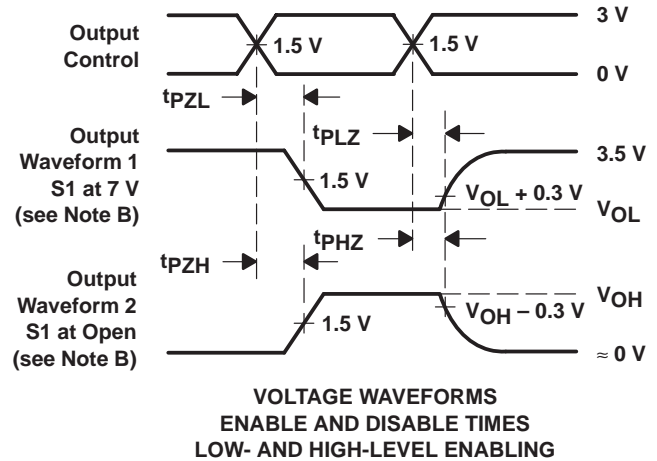 Output
Control
1.5 V
1.5 V
3 V
0 V
tPZL
tPLZ
Output
Waveform 1
S1 at 7 V
(see Note B)
1.5 V
3.5 V
VOL + 0.3 V
VOL
tPHZ
tPZH
Output
Waveform 2
S1 at Open
(see Note B)
1.5 V
VOH
VOH − 0.3 V
≈ 0 V
VOLTAGE WAVEFORMS
ENABLE AND DISABLE TIMES
LOW- AND HIGH-LEVEL ENABLING